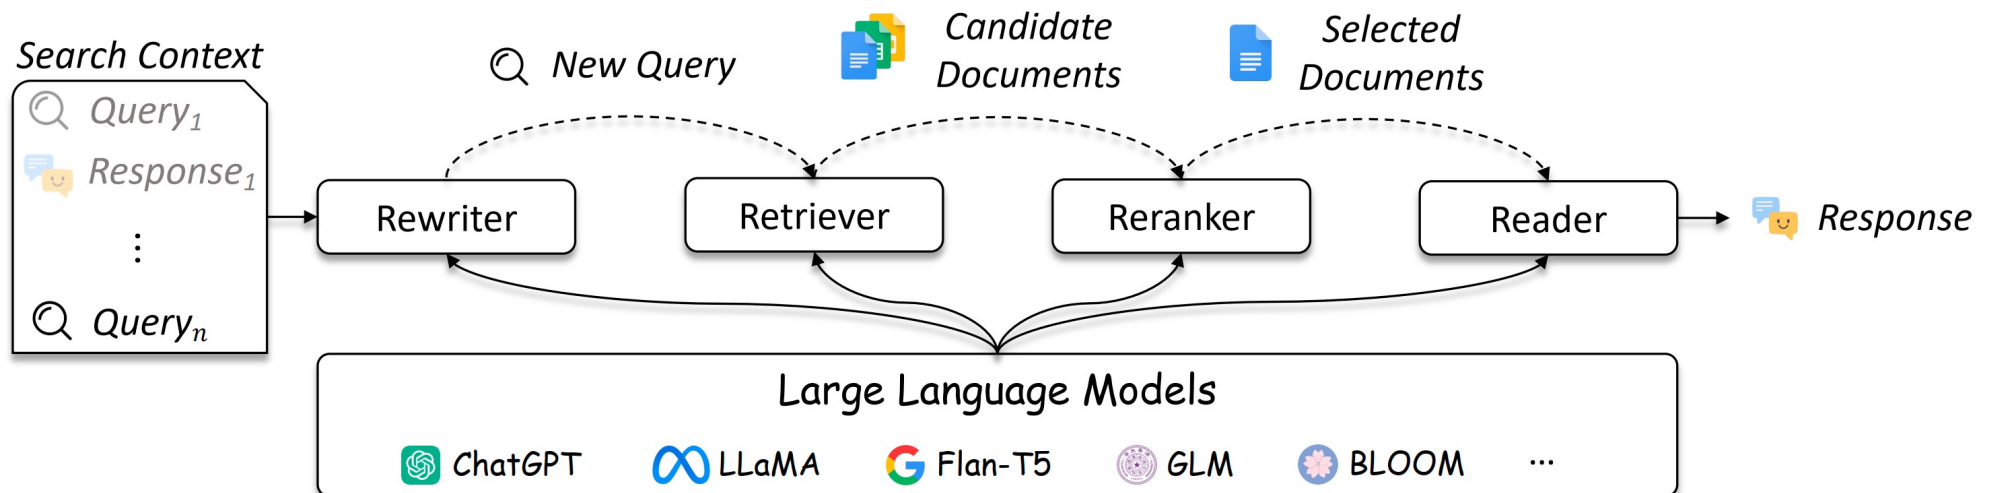 Search Context
Query1
Response1
⋮
Queryn
New Query
Candidate
Documents
Selected
Documents
Rewriter
Retriever
Reranker
Reader
Response
Large Language Models
ChatGPT
LLaMA
Flan-T5
GLM
BLOOM
...